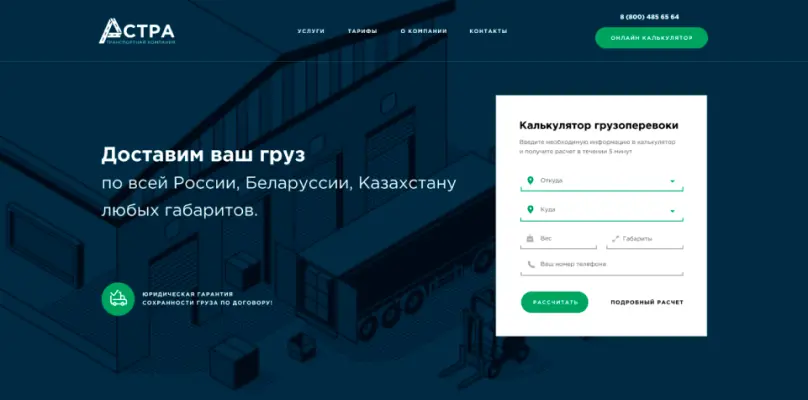 АСТРА
ТРАНСПОРТНАЯ КОМПАНИЯ
УСЛУГИ
ТАРИФЫ
О КОМПАНИИ
КОНТАКТЫ
8 (800) 485 65 64
ОНЛАЙН КАЛЬКУЛЯТОР
Доставим ваш груз
по всей России, Беларуссии, Казахстану
любых габаритов.
ЮРИДИЧЕСКАЯ ГАРАНТИЯ
СОХРАННОСТИ ГРУЗА ПО ДОГОВОРУ!
Калькулятор грузоперевоки
Введите необходимую информацию в калькулятор
и получите расчет в течении 5 минут
Откуда
Куда
Вес
Габариты
Ваш номер телефона
РАССЧИТАТЬ
ПОДРОБНЫЙ РАСЧЕТ